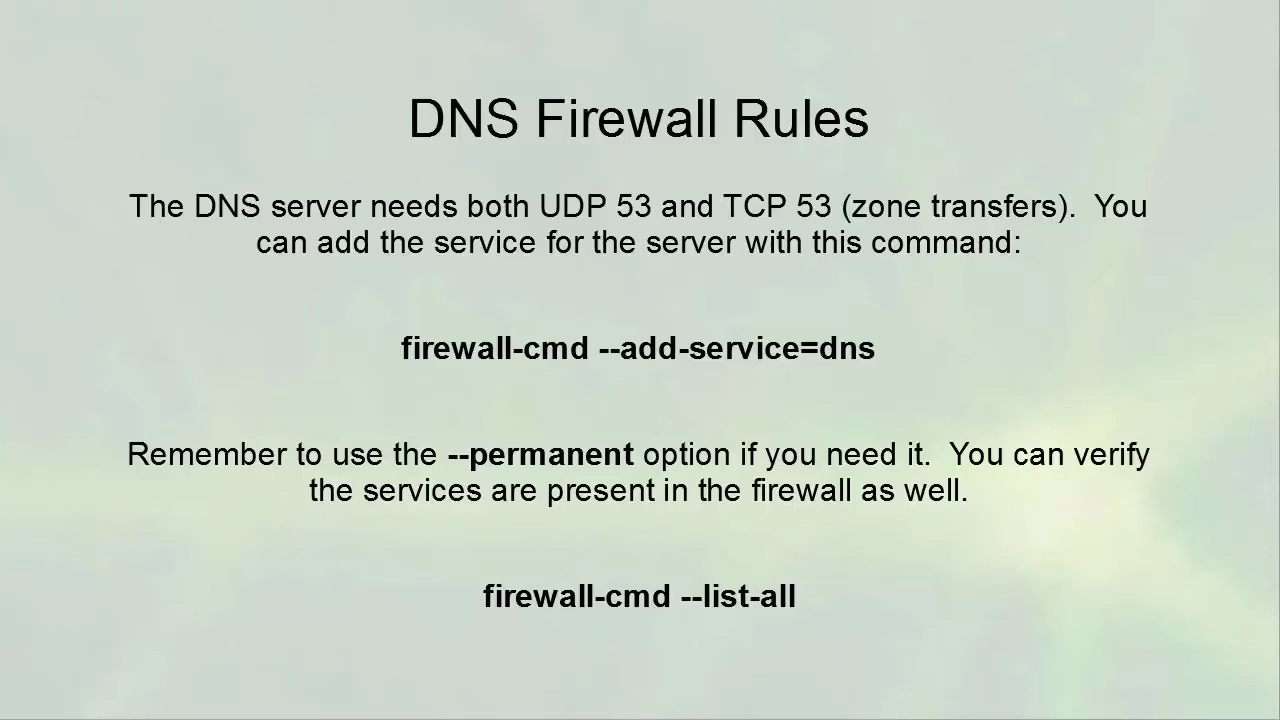 DNS Firewall Rules
The DNS server needs both UDP 53 and TCP 53 (zone transfers).  You
can add the service for the server with this command:
firewall-cmd --add-service=dns
Remember to use the --permanent option if you need it.  You can verify
the services are present in the firewall as well.
firewall-cmd --list-all